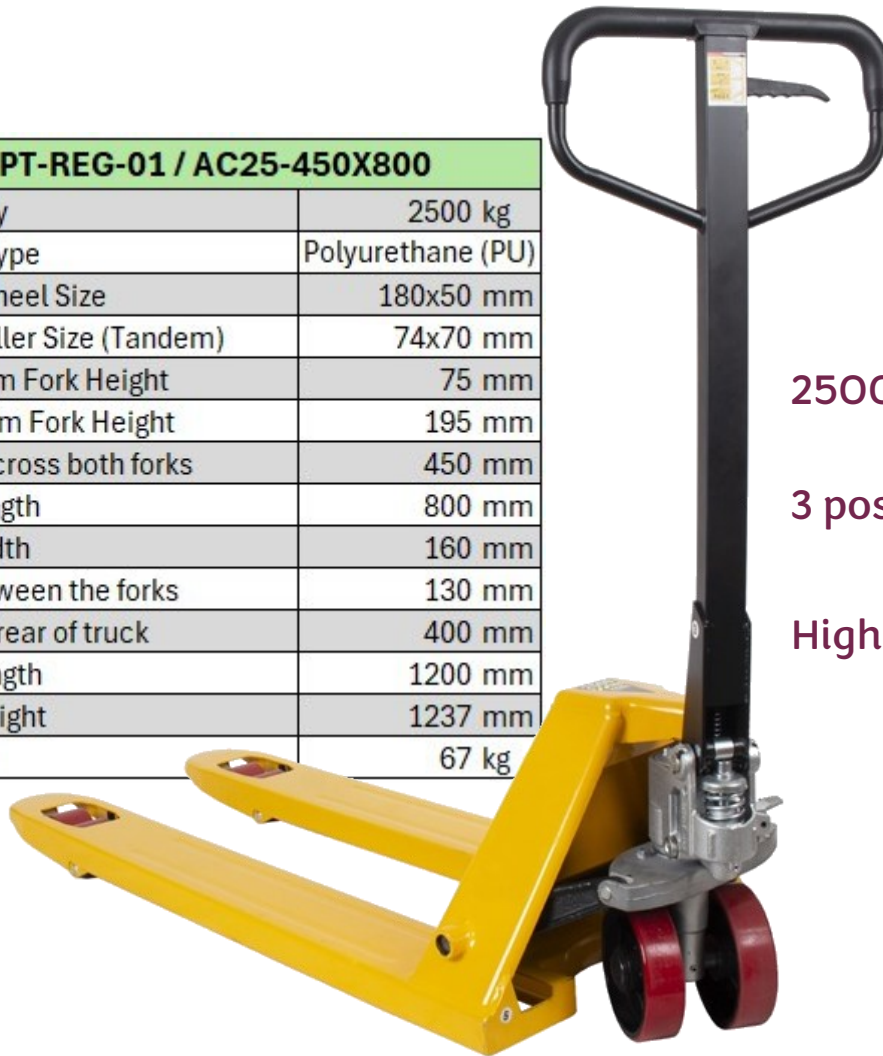 PT-REG-01 / AC25-450X800
y 2500 kg
ype Polyurethane (PU)
heel Size 180x50 mm
ller Size (Tandem) 74x70 mm
m Fork Height 75 mm
m Fork Height 195 mm
cross both forks 450 mm
gth 800 mm
dth 160 mm
ween the forks 130 mm
rear of truck 400 mm
gth 1200 mm
ight 1237 mm
67 kg
2500
3 pos
High